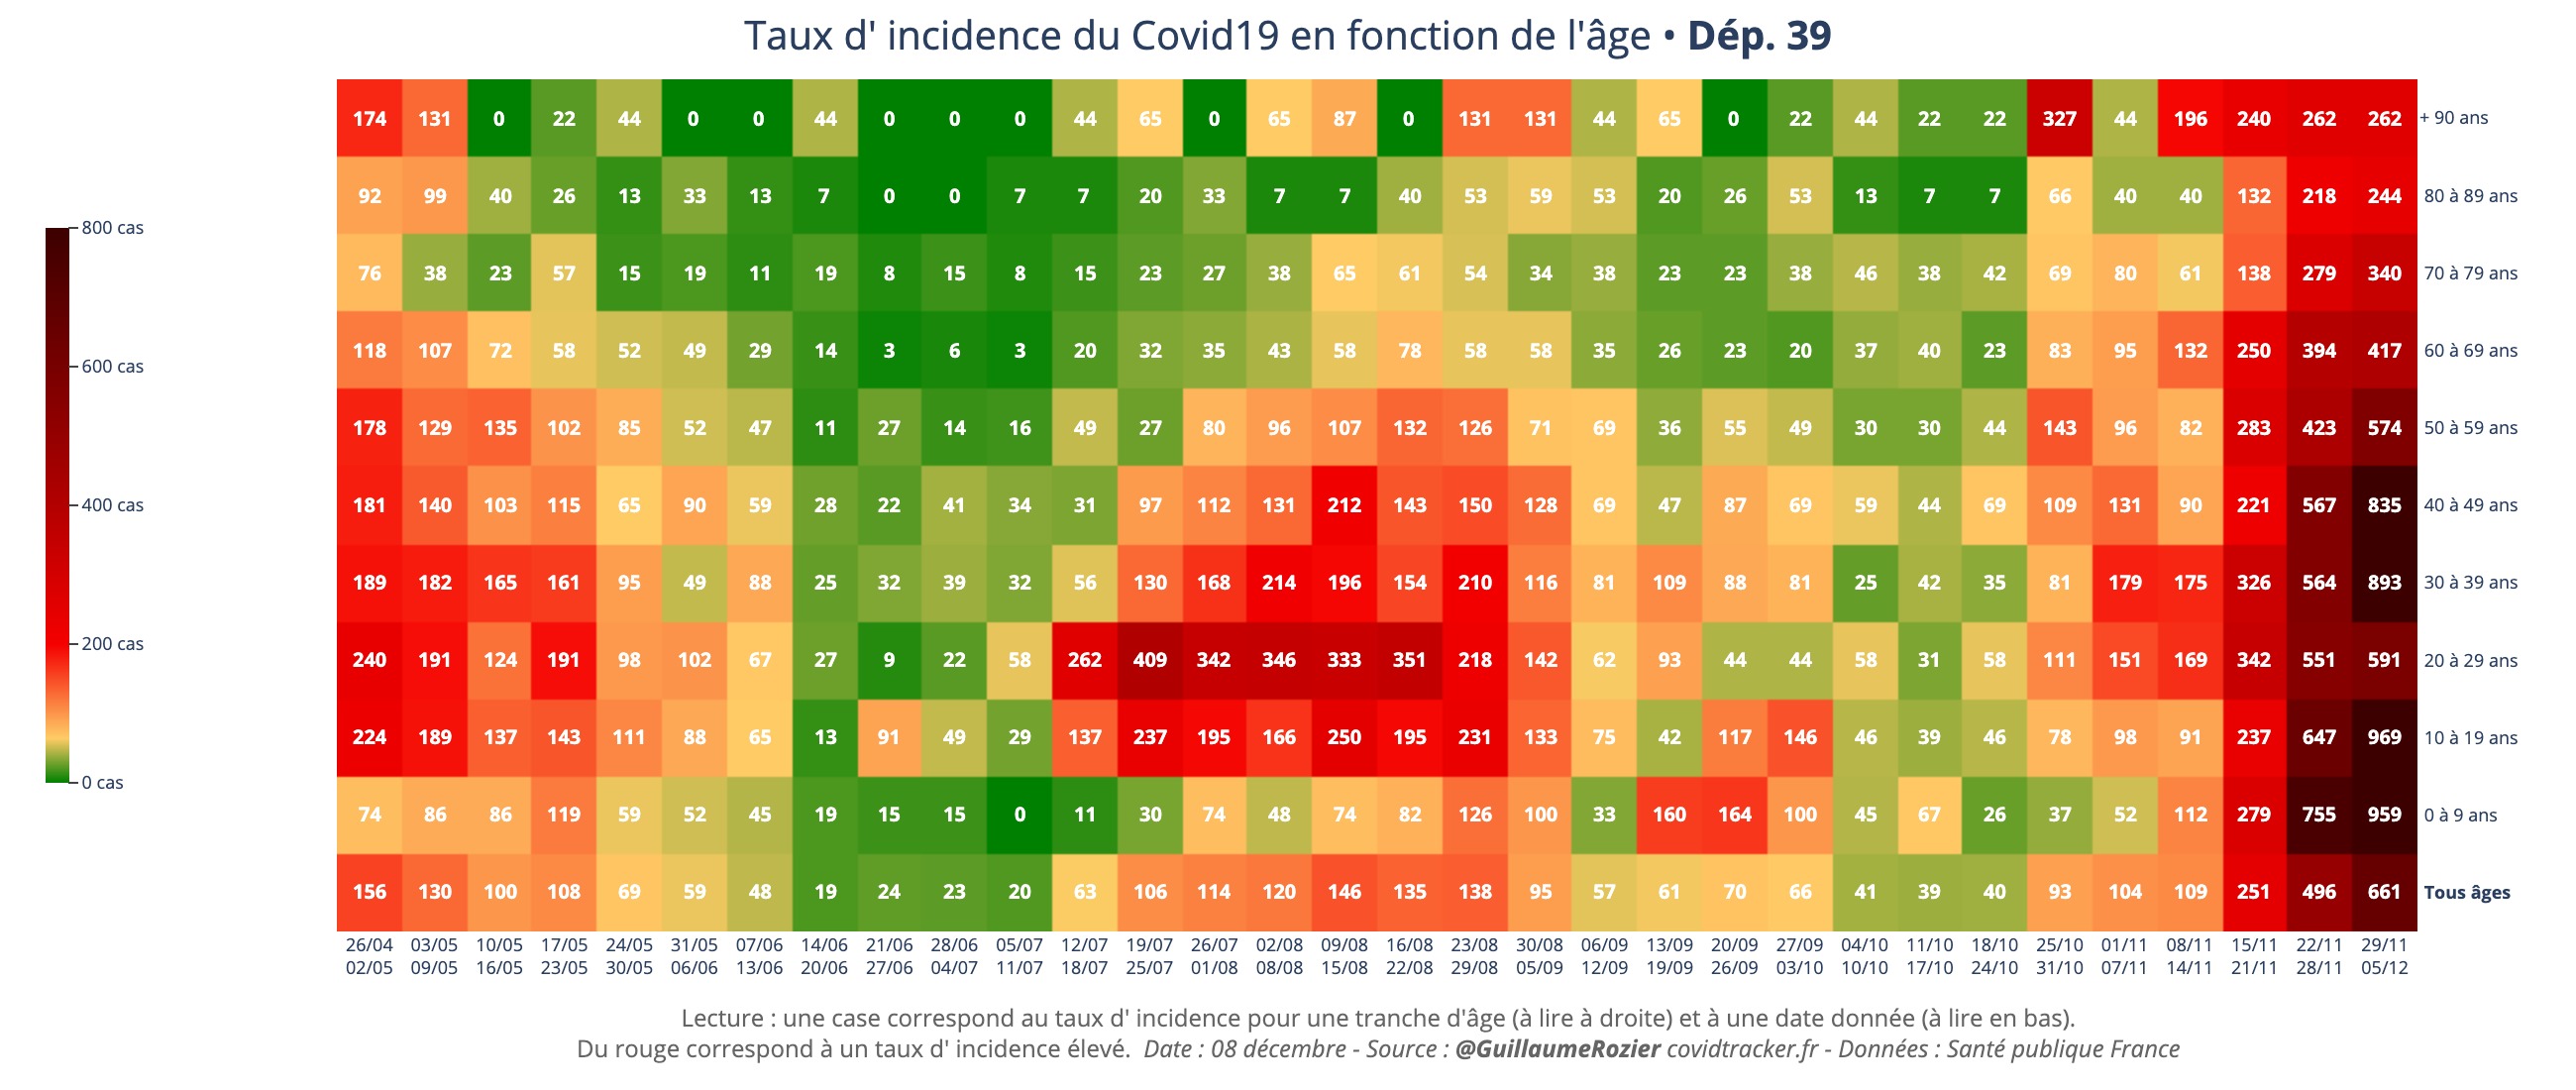 Taux d' incidence du Covid19 en fonction de l'âge • Dép. 39
174 131 0 22 44 0 0 44 0 0 0 44 65 0 65 87 0 131 131 44 65 0 22 44 22 22 327 44 196 240 262 262 + 90 ans
92 99 40 26 13 33 13 7 0 0 7 7 20 33 7 7 40 53 59 53 20 26 53 13 7 7 66 40 40 132 218 244 80 à 89 ans
800 cas
76 38 23 57 15 19 11 19 8 15 8 15 23 27 38 65 61 54 34 38 23 23 38 46 38 42 69 80 61 138 279 340 70 à 79 ans
118 107 72 58 52 49 29 14 3 6 3 20 32 35 43 58 78 58 58 35 26 23 20 37 40 23 83 95 132 250 394 417 60 à 69 ans
600 cas
178 129 135 102 85 52 47 11 27 14 16 49 27 80 96 107 132 126 71 69 36 55 49 30 30 44 143 96 82 283 423 574 50 à 59 ans
400 cas
181 140 103 115 65 90 59 28 22 41 34 31 97 112 131 212 143 150 128 69 47 87 69 59 44 69 109 131 90 221 567 835 40 à 49 ans
189 182 165 161 95 49 88 25 32 39 32 56 130 168 214 196 154 210 116 81 109 88 81 25 42 35 81 179 175 326 564 893 30 à 39 ans
200 cas
240 191 124 191 98 102 67 27 9 22 58 262 409 342 346 333 351 218 142 62 93 44 44 58 31 58 111 151 169 342 551 591 20 à 29 ans
224 189 137 143 111 88 65 13 91 49 29 137 237 195 166 250 195 231 133 75 42 117 146 46 39 46 78 98 91 237 647 969 10 à 19 ans
0 cas
74 86 86 119 59 52 45 19 15 15 0 11 30 74 48 74 82 126 100 33 160 164 100 45 67 26 37 52 112 279 755 959 0 à 9 ans
156 130 100 108 69 59 48 19 24 23 20 63 106 114 120 146 135 138 95 57 61 70 66 41 39 40 93 104 109 251 496 661 Tous âges
26/04 03/05 10/05 17/05 24/05 31/05 07/06 14/06 21/06 28/06 05/07 12/07 19/07 26/07 02/08 09/08 16/08 23/08 30/08 06/09 13/09 20/09 27/09 04/10 11/10 18/10 25/10 01/11 08/11 15/11 22/11 29/11
02/05 09/05 16/05 23/05 30/05 06/06 13/06 20/06 27/06 04/07 11/07 18/07 25/07 01/08 08/08 15/08 22/08 29/08 05/09 12/09 19/09 26/09 03/10 10/10 17/10 24/10 31/10 07/11 14/11 21/11 28/11 05/12
Lecture : une case correspond au taux d' incidence pour une tranche d'âge (à lire à droite) et à une date donnée (à lire en bas).
Du rouge correspond à un taux d' incidence élevé. Date : 08 décembre - Source : @GuillaumeRozier covidtracker.fr - Données : Santé publique France